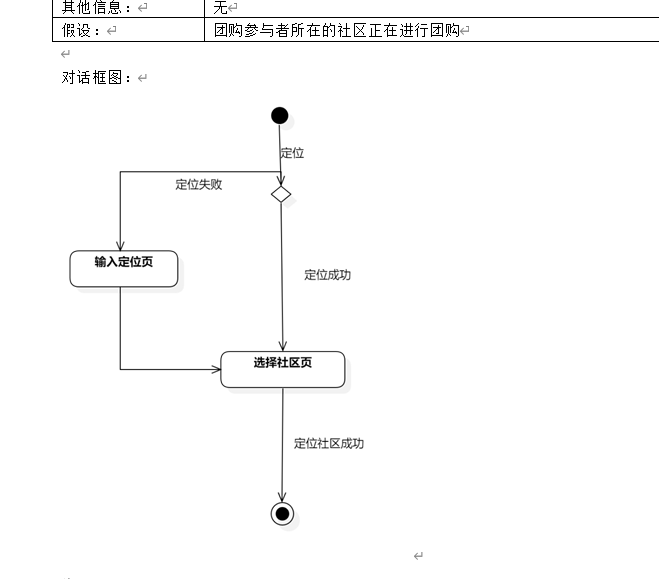 其他信息： 无
假设： 团购参与者所在的社区正在进行团购
对话框图：
定位
定位失败
输入定位页
定位成功
选择社区页
定位社区成功